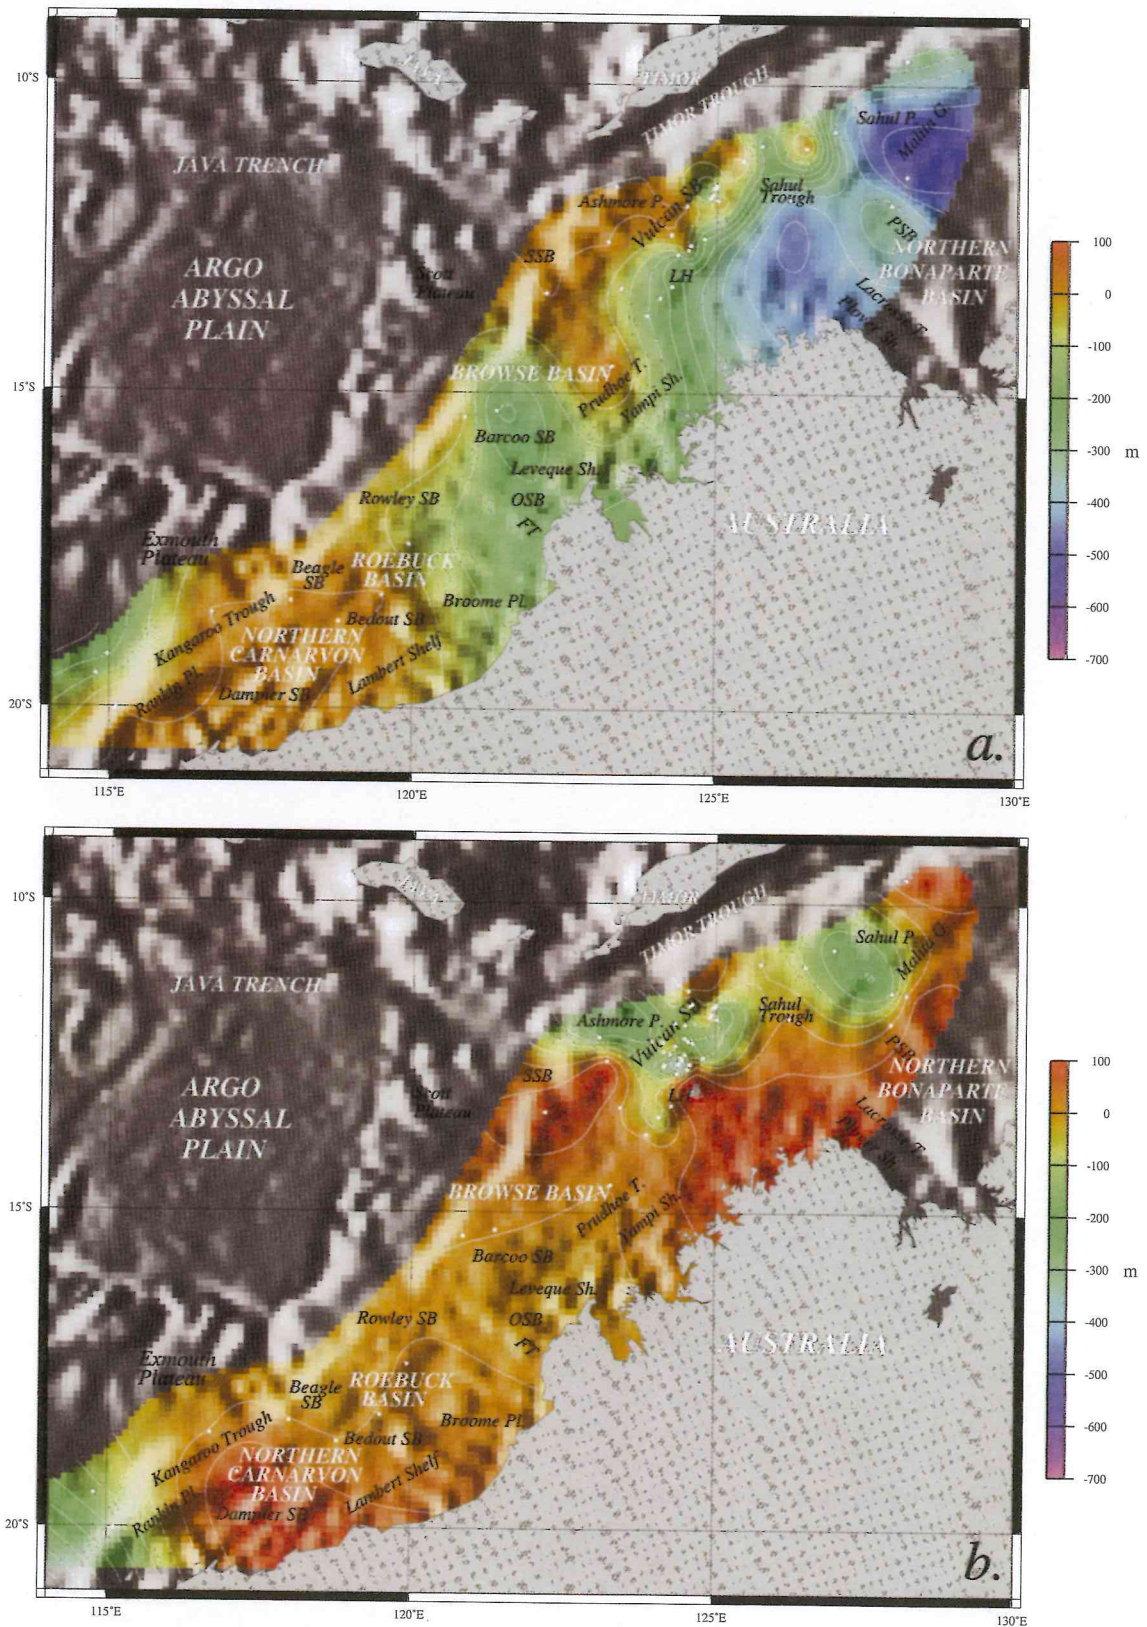 10°S
TIMOR
TIMOR TROUGH
JAVA TRENCH
Sahul P.
Malita G.
Sahul
Trough
Ashmore P.
Vulcan SB
PSB
NORTHERN
BONAPARTE
BASIN
SSB
LH
ARGO
ABYSSAL
PLAIN
Scott
Plateau
Lacrosse T.
Plover Sh.
100
0
-100
-200
-300
-400
-500
-600
-700
m
15°S
BROWSE BASIN
Prudhoe T.
Yampi Sh.
Barcoo SB
Leveque Sh.
Rowley SB
OSB
FT
AUSTRALIA
Exmouth
Plateau
Beagle
SB
ROEBUCK
BASIN
Broome Pl.
Kangaroo Trough
Bedout SB
NORTHERN
CARNARVON
BASIN
Lambert Shelf
Rankin Pl.
Dampier SB
20°S
a.
115°E
120°E
125°E
130°E
10°S
TIMOR
TIMOR TROUGH
JAVA TRENCH
Sahul P.
Malita G.
Sahul
Trough
Ashmore P.
Vulcan SB
PSB
NORTHERN
BONAPARTE
BASIN
SSB
LH
ARGO
ABYSSAL
PLAIN
Scott
Plateau
Lacrosse T.
Plover Sh.
100
0
-100
-200
-300
-400
-500
-600
-700
m
15°S
BROWSE BASIN
Prudhoe T.
Yampi Sh.
Barcoo SB
Leveque Sh.
Rowley SB
OSB
FT
AUSTRALIA
Exmouth
Plateau
Beagle
SB
ROEBUCK
BASIN
Broome Pl.
Kangaroo Trough
Bedout SB
NORTHERN
CARNARVON
BASIN
Lambert Shelf
Rankin Pl.
Dampier SB
20°S
b.
115°E
120°E
125°E
130°E